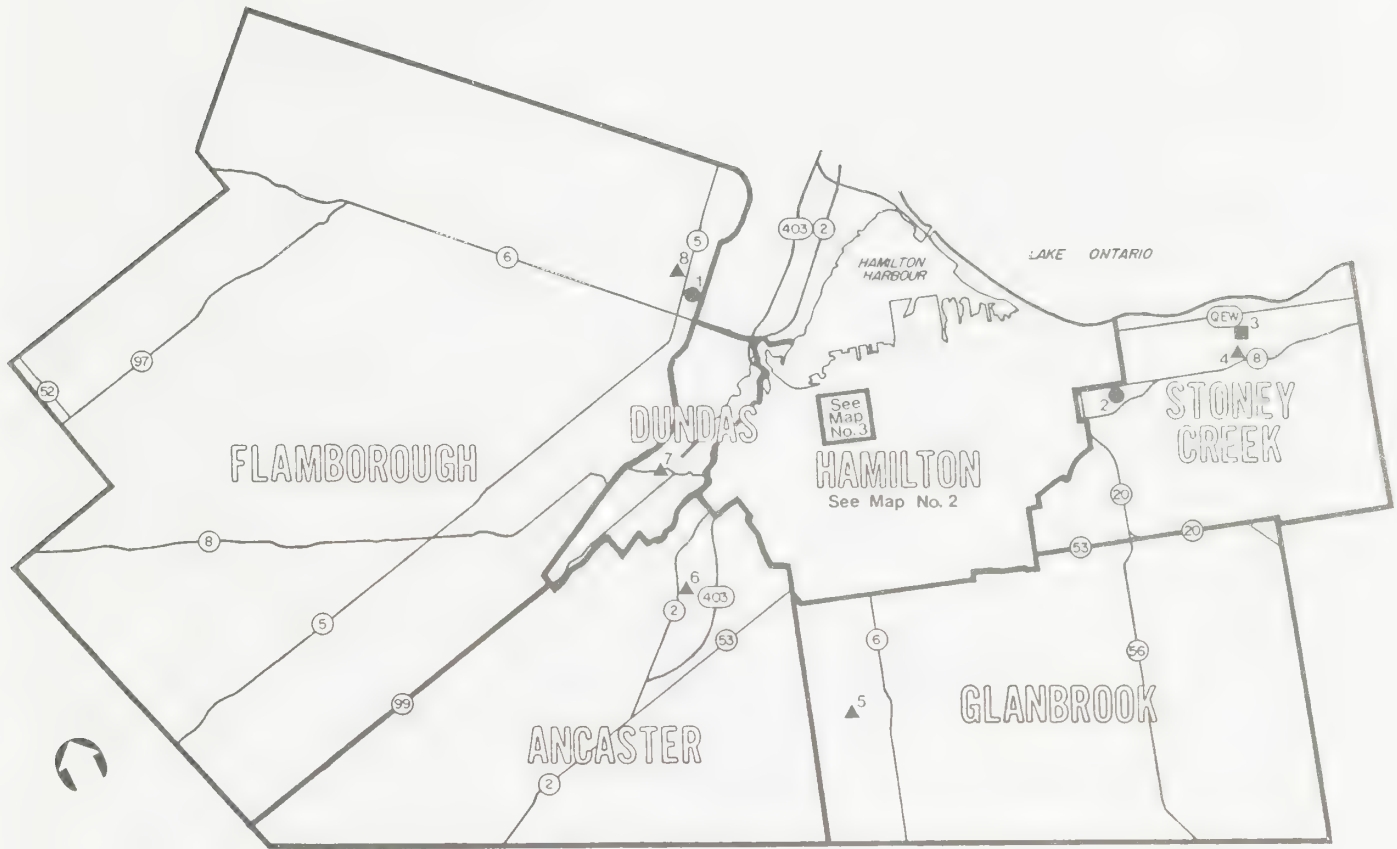 403
2
5
8
6
1
HAMILTON
HARBOUR
LAKE ONTARIO
QEW
3
97
4
8
52
See
Map
No. 3
2
DUNDAS
STONEY
CREEK
FLAMBOROUGH
7
HAMILTON
See Map No. 2
20
8
53
20
6
2
403
5
53
6
56
99
5
GLANBROOK
ANCASTER
2